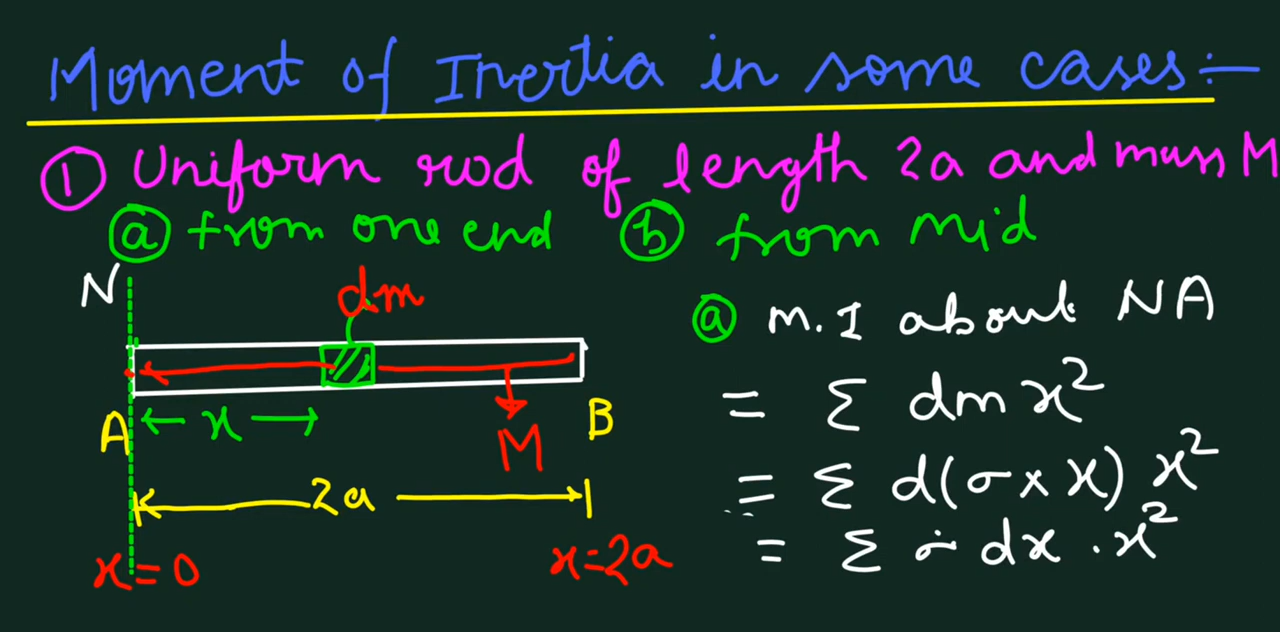 Moment of Inertia in some cases:-
① Uniform rod of length 2a and mass M
ⓐ from one end ⓑ from mid
N
dm
A
x
B
M
2a
x=0
x=2a
ⓐ M.I about NA
= Σ dm x²
= Σ d(σ × x) x²
= Σ σ dx . x²